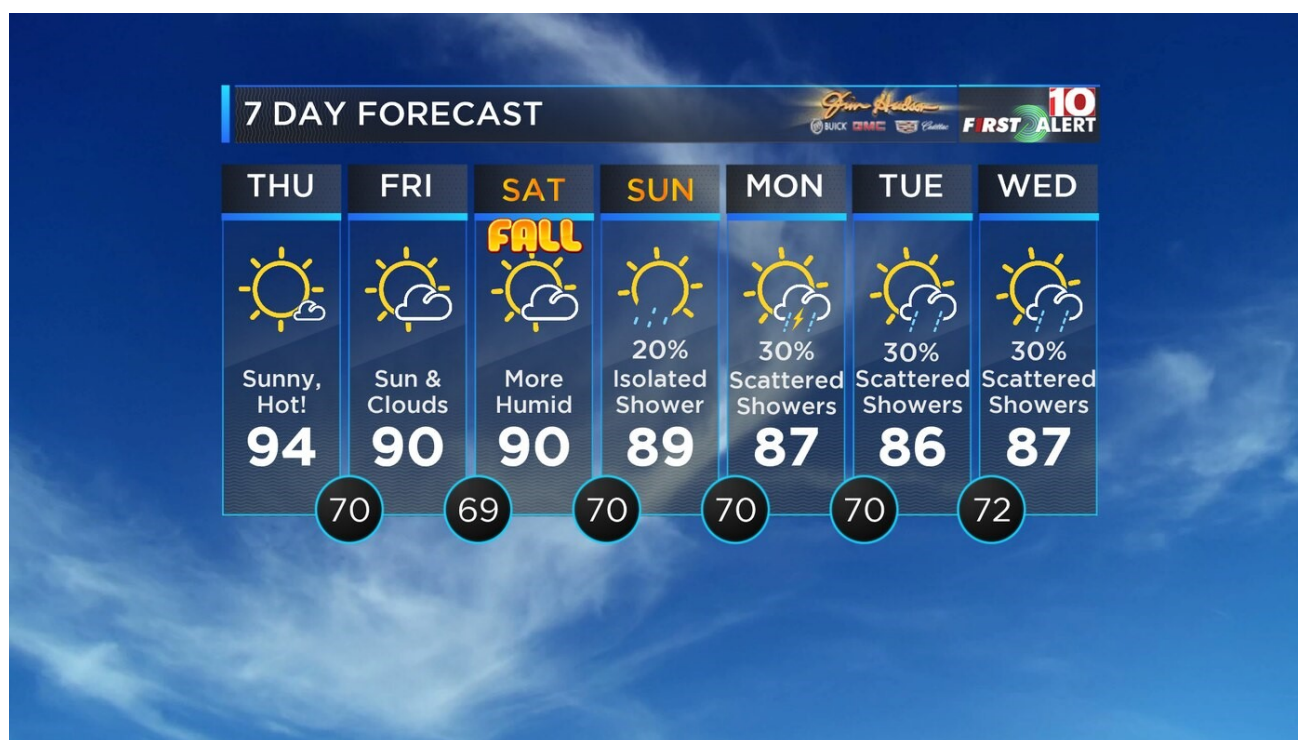 7 DAY FORECAST
Jim Hudson
BUICK GMC Cadillac
10
FIRST ALERT
THU FRI SAT SUN MON TUE WED
FALL
20% 30% 30% 30%
Sunny, Sun & More Isolated Scattered Scattered Scattered
Hot! Clouds Humid Shower Showers Showers Showers
94 90 90 89 87 86 87
70 69 70 70 70 72